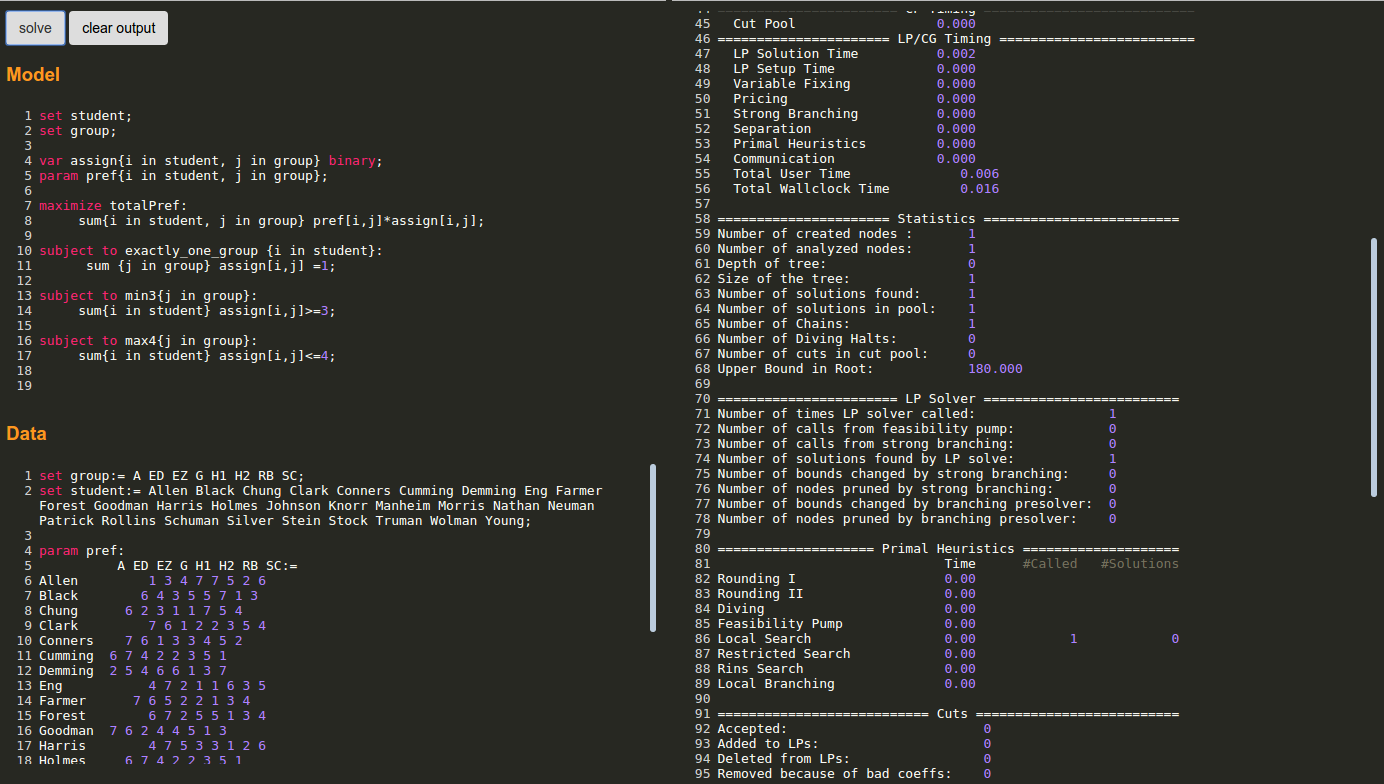 solve clear output
Model
1 set student;
2 set group;
3
4 var assign{i in student, j in group} binary;
5 param pref{i in student, j in group};
6
7 maximize totalPref:
8 sum{i in student, j in group} pref[i,j]*assign[i,j];
9
10 subject to exactly_one_group {i in student}:
11 sum {j in group} assign[i,j] =1;
12
13 subject to min3{j in group}:
14 sum{i in student} assign[i,j]>=3;
15
16 subject to max4{j in group}:
17 sum{i in student} assign[i,j]<=4;
18
19
Data
1 set group:= A ED EZ G H1 H2 RB SC;
2 set student:= Allen Black Chung Clark Conners Cumming Demming Eng Farmer
Forest Goodman Harris Holmes Johnson Knorr Manheim Morris Nathan Neuman
Patrick Rollins Schuman Silver Stein Stock Truman Wolman Young;
3
4 param pref:
5 A ED EZ G H1 H2 RB SC:=
6 Allen 1 3 4 7 7 5 2 6
7 Black 6 4 3 5 5 7 1 3
8 Chung 6 2 3 1 1 7 5 4
9 Clark 7 6 1 2 2 3 5 4
10 Conners 7 6 1 3 3 4 5 2
11 Cumming 6 7 4 2 2 3 5 1
12 Demming 2 5 4 6 6 1 3 7
13 Eng 4 7 2 1 1 6 3 5
14 Farmer 7 6 5 2 2 1 3 4
15 Forest 6 7 2 5 5 1 3 4
16 Goodman 7 6 2 4 4 5 1 3
17 Harris 4 7 5 3 3 1 2 6
18 Holmes 6 7 4 2 2 3 5 1
44 ======================= CP Timing ===========================
45 Cut Pool 0.000
46 ====================== LP/CG Timing =========================
47 LP Solution Time 0.002
48 LP Setup Time 0.000
49 Variable Fixing 0.000
50 Pricing 0.000
51 Strong Branching 0.000
52 Separation 0.000
53 Primal Heuristics 0.000
54 Communication 0.000
55 Total User Time 0.006
56 Total Wallclock Time 0.016
57
58 ====================== Statistics =========================
59 Number of created nodes : 1
60 Number of analyzed nodes: 1
61 Depth of tree: 0
62 Size of the tree: 1
63 Number of solutions found: 1
64 Number of solutions in pool: 1
65 Number of Chains: 1
66 Number of Diving Halts: 0
67 Number of cuts in cut pool: 0
68 Upper Bound in Root: 180.000
69
70 ======================= LP Solver =========================
71 Number of times LP solver called: 1
72 Number of calls from feasibility pump: 0
73 Number of calls from strong branching: 0
74 Number of solutions found by LP solve: 1
75 Number of bounds changed by strong branching: 0
76 Number of nodes pruned by strong branching: 0
77 Number of bounds changed by branching presolver: 0
78 Number of nodes pruned by branching presolver: 0
79
80 ==================== Primal Heuristics ====================
81 Time #Called #Solutions
82 Rounding I 0.00
83 Rounding II 0.00
84 Diving 0.00
85 Feasibility Pump 0.00
86 Local Search 0.00 1 0
87 Restricted Search 0.00
88 Rins Search 0.00
89 Local Branching 0.00
90
91 =========================== Cuts ==========================
92 Accepted: 0
93 Added to LPs: 0
94 Deleted from LPs: 0
95 Removed because of bad coeffs: 0